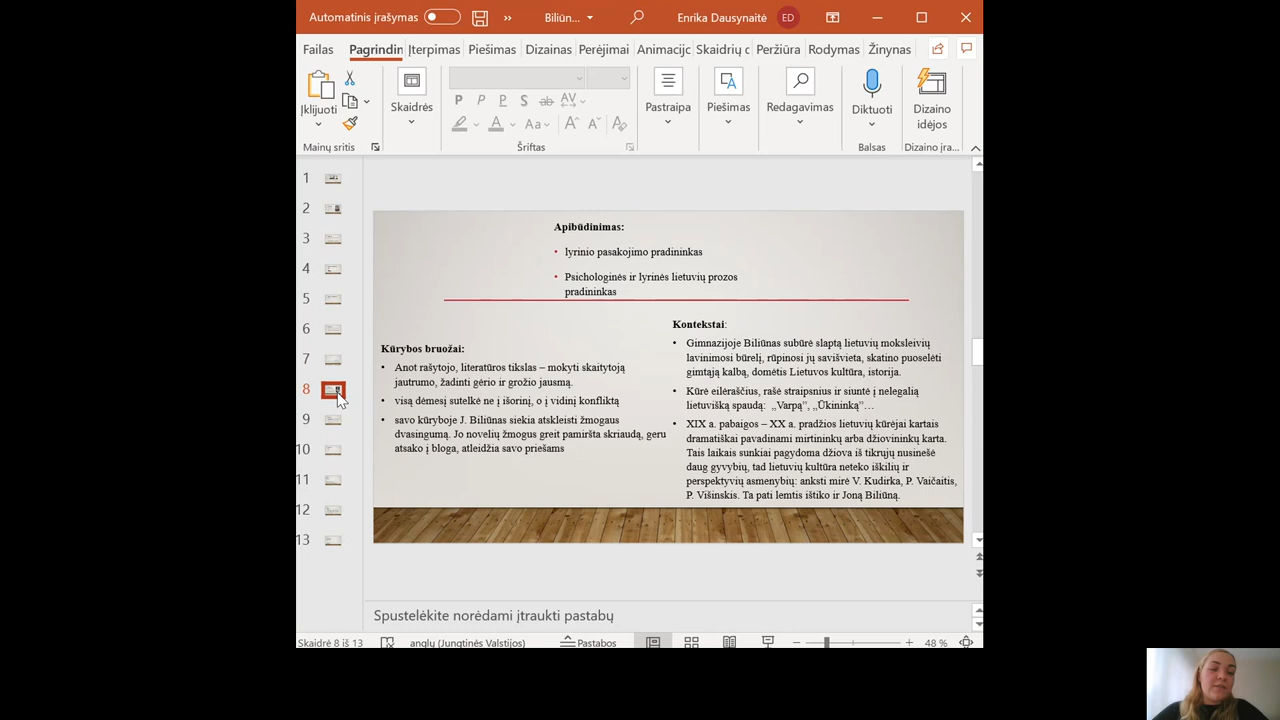 Automatinis įrašymas
Biliūn...
Enrika Dausynaitė
ED
Failas
Pagrindin
Įterpimas
Piešimas
Dizainas
Perėjimai
Animacijc
Skaidrių c
Peržiūra
Rodymas
Žinynas
Įklijuoti
Skaidrės
P P P S ab AV
Aa A A
Pastraipa
Piešimas
Redagavimas
Diktuoti
Dizaino
idėjos
Mainų sritis
Šriftas
Balsas
Dizaino įra...
1
2
3
4
5
6
7
8
9
10
11
12
13
Apibūdinimas:
• lyrinio pasakojimo pradininkas
• Psichologinės ir lyrinės lietuvių prozos
pradininkas
Kūrybos bruožai:
• Anot rašytojo, literatūros tikslas – mokyti skaitytoją
jautrumo, žadinti gėrio ir grožio jausmą.
• visą dėmesį sutelkė ne į išorinį, o į vidinį konfliktą
• savo kūryboje J. Biliūnas siekia atskleisti žmogaus
dvasingumą. Jo novelių žmogus greit pamiršta skriaudą, geru
atsako į bloga, atleidžia savo priešams
Kontekstai:
• Gimnazijoje Biliūnas subūrė slaptą lietuvių moksleivių
lavinimosi būrelį, rūpinosi jų savišvieta, skatino puoselėti
gimtąją kalbą, domėtis Lietuvos kultūra, istorija.
• Kūrė eilėraščius, rašė straipsnius ir siuntė į nelegalią
lietuvišką spaudą: „Varpą”, „Ūkininką”…
• XIX a. pabaigos – XX a. pradžios lietuvių kūrėjai kartais
dramatiškai pavadinami mirtininkų arba džiovininkų karta.
Tais laikais sunkiai pagydoma džiova iš tikrųjų nusinešė
daug gyvybių, tad lietuvių kultūra neteko iškilių ir
perspektyvių asmenybių: anksti mirė V. Kudirka, P. Vaičaitis,
P. Višinskis. Ta pati lemtis ištiko ir Joną Biliūną.
Spustelėkite norėdami įtraukti pastabų
Skaidrė 8 iš 13
anglų (Jungtinės Valstijos)
Pastabos
48 %